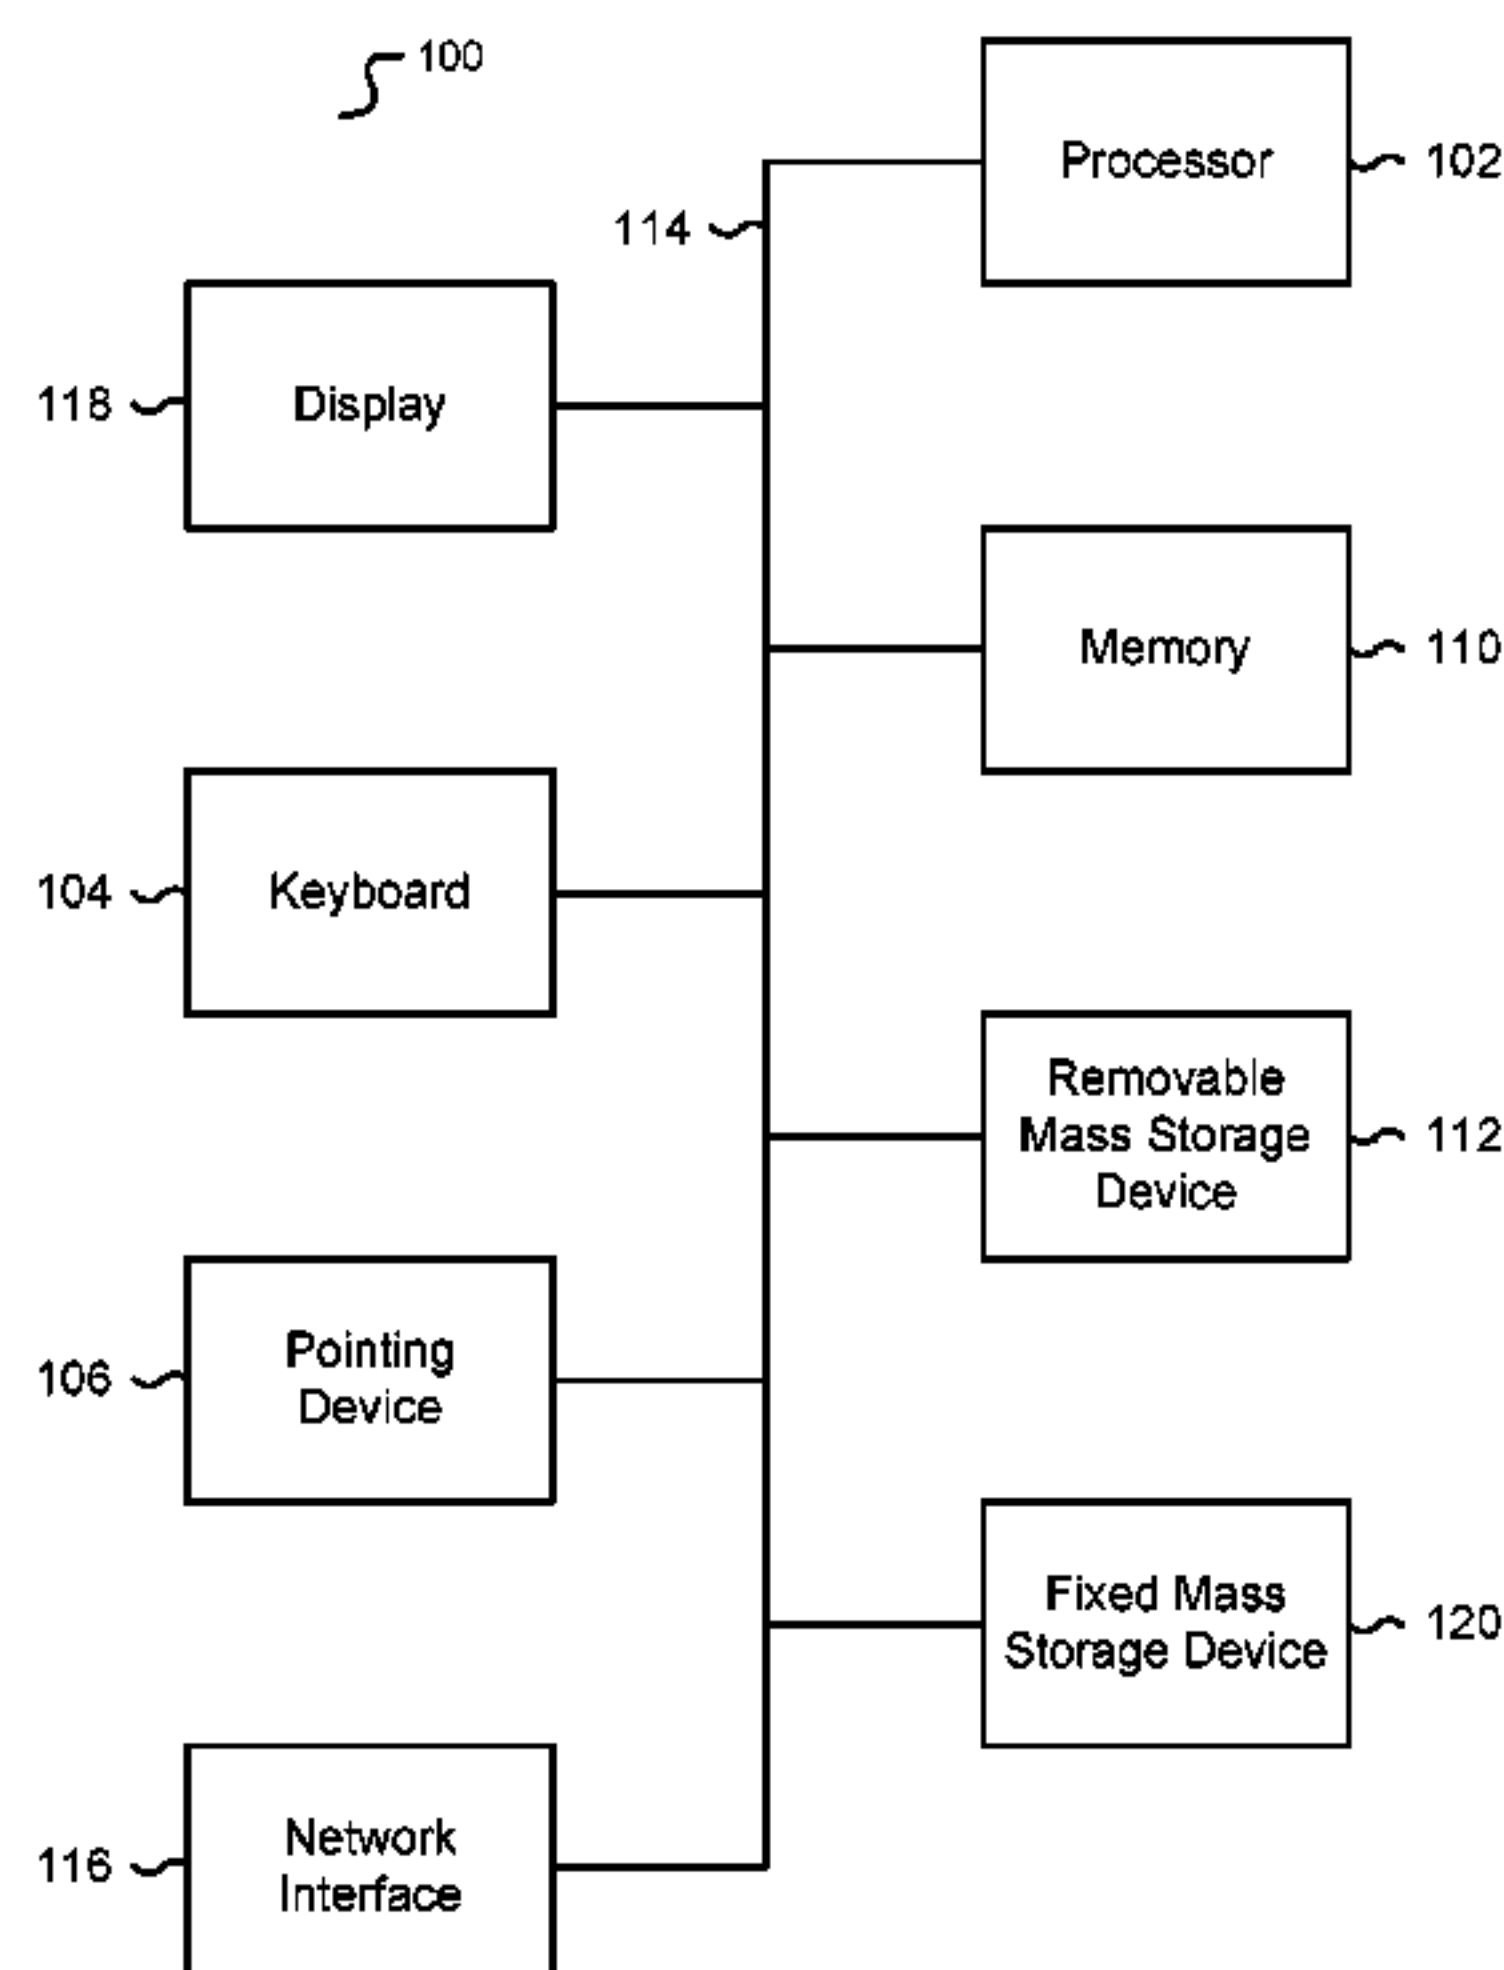 100
Processor
102
114
118
Display
Memory
110
104
Keyboard
Removable
Mass Storage
Device
112
106
Pointing
Device
Fixed Mass
Storage Device
120
116
Network
Interface